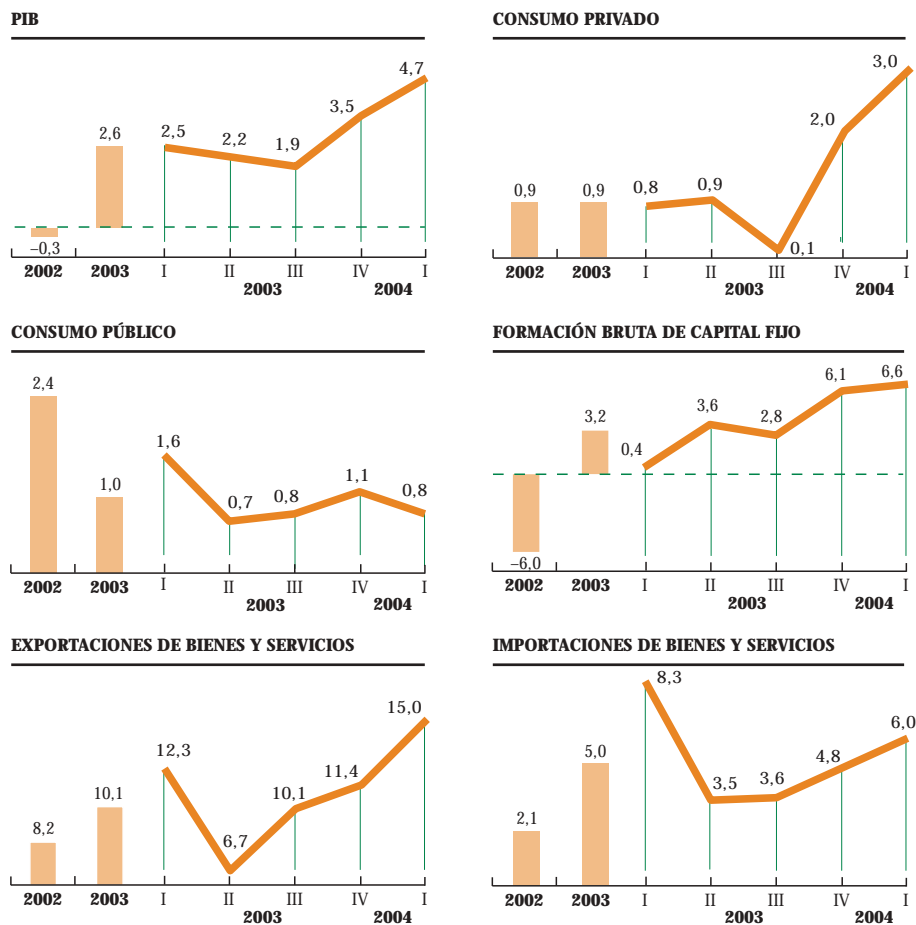 PIB
4,7
3,5
2,6
2,5
2,2
1,9
–0,3
2002 2003 I II III IV I
2003 2004
CONSUMO PRIVADO
3,0
2,0
0,9 0,9 0,8 0,9
0,1
2002 2003 I II III IV I
2003 2004
CONSUMO PÚBLICO
2,4
1,6
1,0 0,7 0,8 1,1 0,8
2002 2003 I II III IV I
2003 2004
FORMACIÓN BRUTA DE CAPITAL FIJO
6,1 6,6
3,2 3,6 2,8
0,4
–6,0
2002 2003 I II III IV I
2003 2004
EXPORTACIONES DE BIENES Y SERVICIOS
15,0
12,3
11,4
10,1 10,1
8,2 6,7
2002 2003 I II III IV I
2003 2004
IMPORTACIONES DE BIENES Y SERVICIOS
8,3
6,0
5,0 4,8
3,5 3,6
2,1
2002 2003 I II III IV I
2003 2004